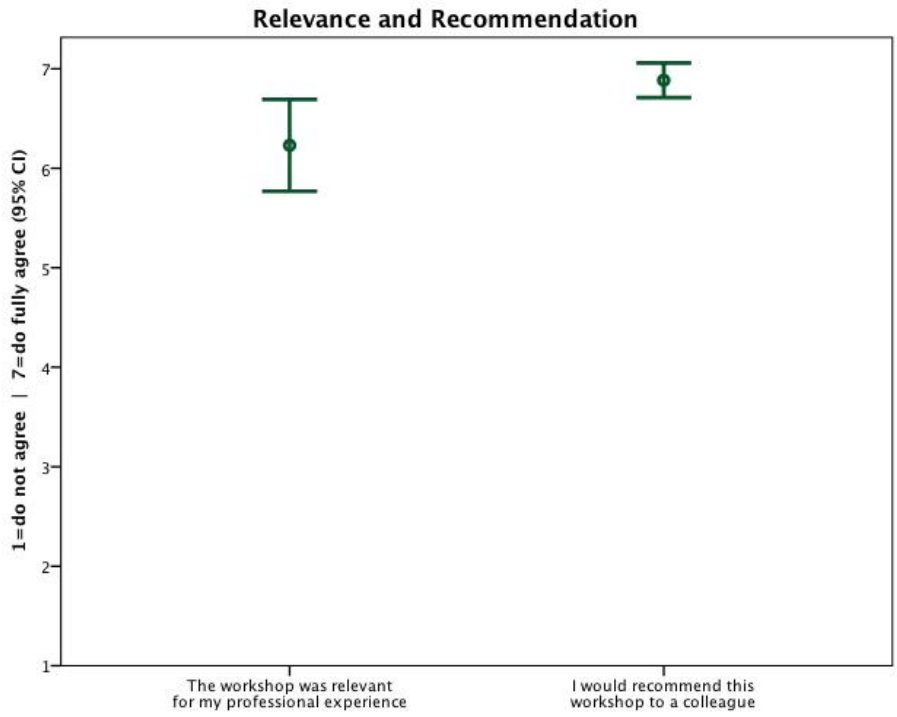 Relevance and Recommendation
1=do not agree | 7=do fully agree (95% CI)
7
6
5
4
3
2
1
The workshop was relevant
for my professional experience
I would recommend this
workshop to a colleague